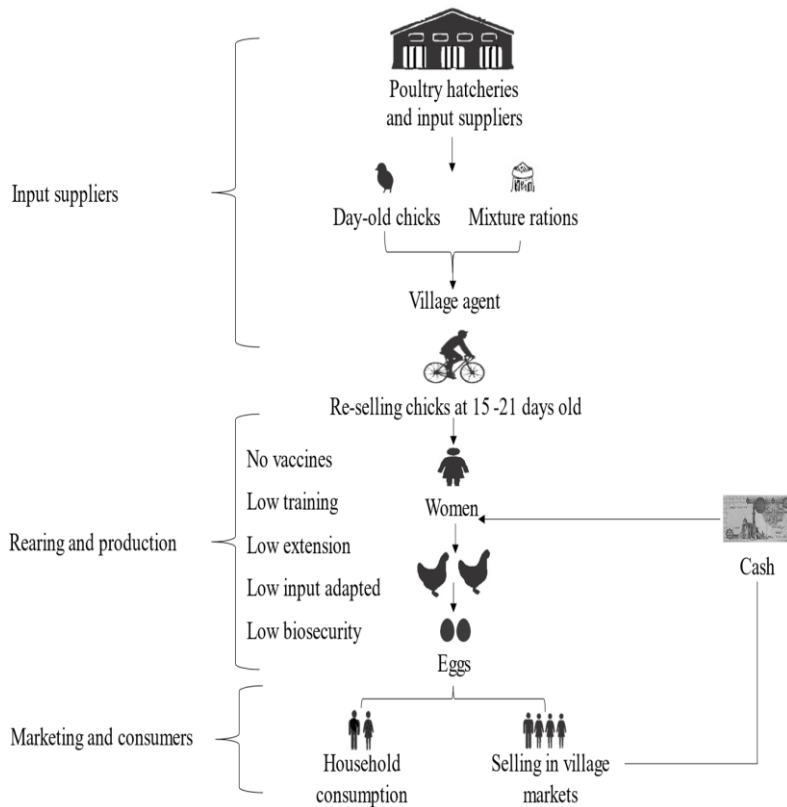 Poultry hatcheries
and input suppliers
Input suppliers
Day-old chicks
Mixture rations
Village agent
Re-selling chicks at 15 -21 days old
No vaccines
Low training
Women
Rearing and production
Low extension
Low input adapted
Cash
Low biosecurity
Eggs
Marketing and consumers
Household
consumption
Selling in village
markets